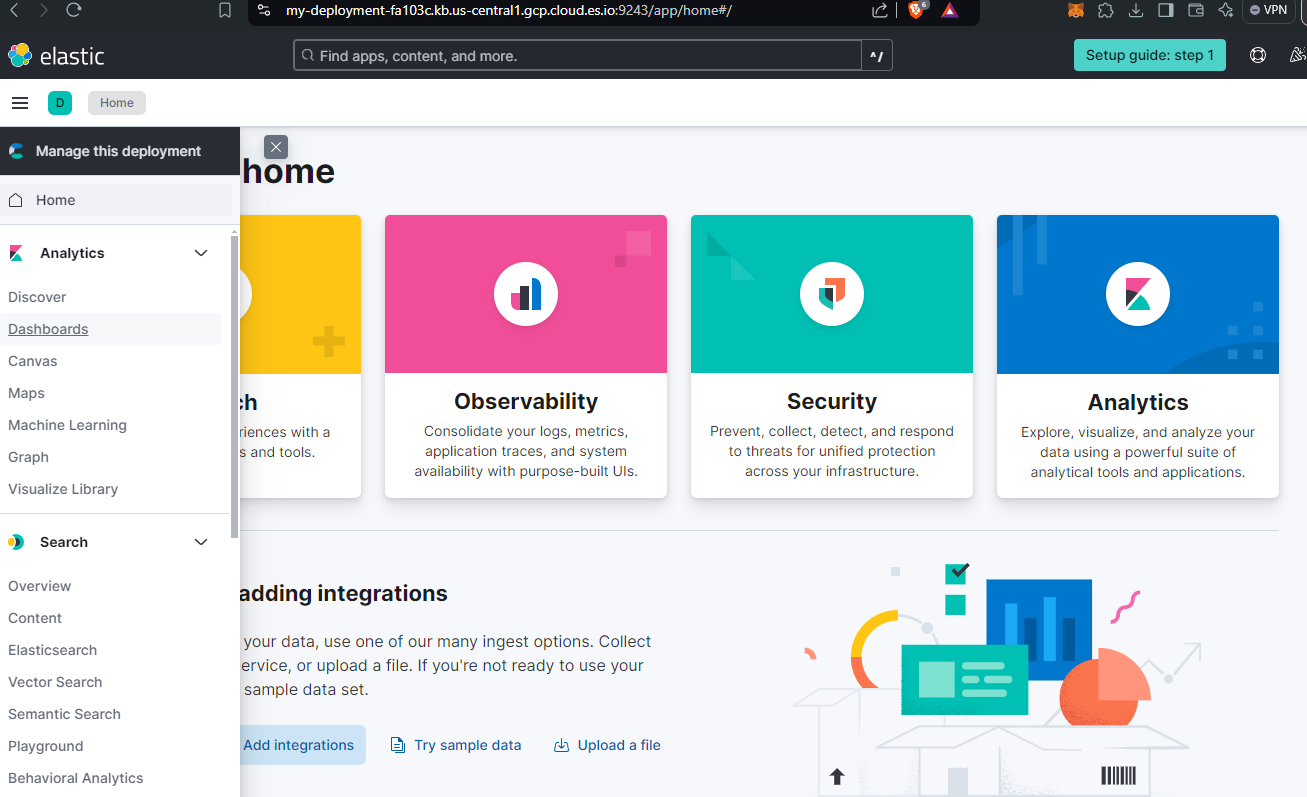 my-deployment-fa103c.kb.us-central1.gcp.cloud.es.io:9243/app/home#/
5
VPN
elastic
Find apps, content, and more.
^/
Setup guide: step 1
D
Home
Manage this deployment
Home
Analytics
Discover
Dashboards
Canvas
Maps
Machine Learning
Graph
Visualize Library
Search
Overview
Content
Elasticsearch
Vector Search
Semantic Search
Playground
Behavioral Analytics
home
ch
riences with a
s and tools.
Observability
Consolidate your logs, metrics,
application traces, and system
availability with purpose-built UIs.
Security
Prevent, collect, detect, and respond
to threats for unified protection
across your infrastructure.
Analytics
Explore, visualize, and analyze your
data using a powerful suite of
analytical tools and applications.
adding integrations
your data, use one of our many ingest options. Collect
ervice, or upload a file. If you're not ready to use your
sample data set.
Add integrations
Try sample data
Upload a file